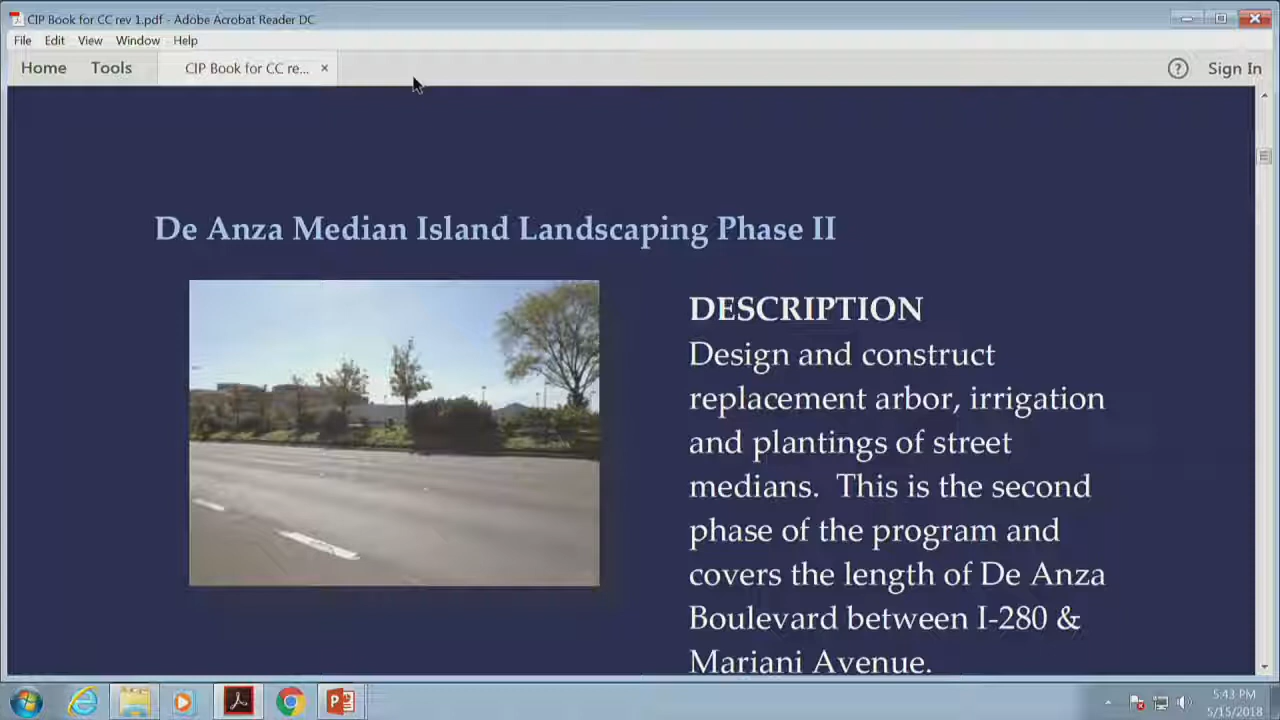 CIP Book for CC rev 1.pdf - Adobe Acrobat Reader DC
File Edit View Window Help
Home Tools CIP Book for CC re... × ? Sign In
De Anza Median Island Landscaping Phase II
DESCRIPTION
Design and construct
replacement arbor, irrigation
and plantings of street
medians. This is the second
phase of the program and
covers the length of De Anza
Boulevard between I-280 &
Mariani Avenue.
5:43 PM
5/15/2018